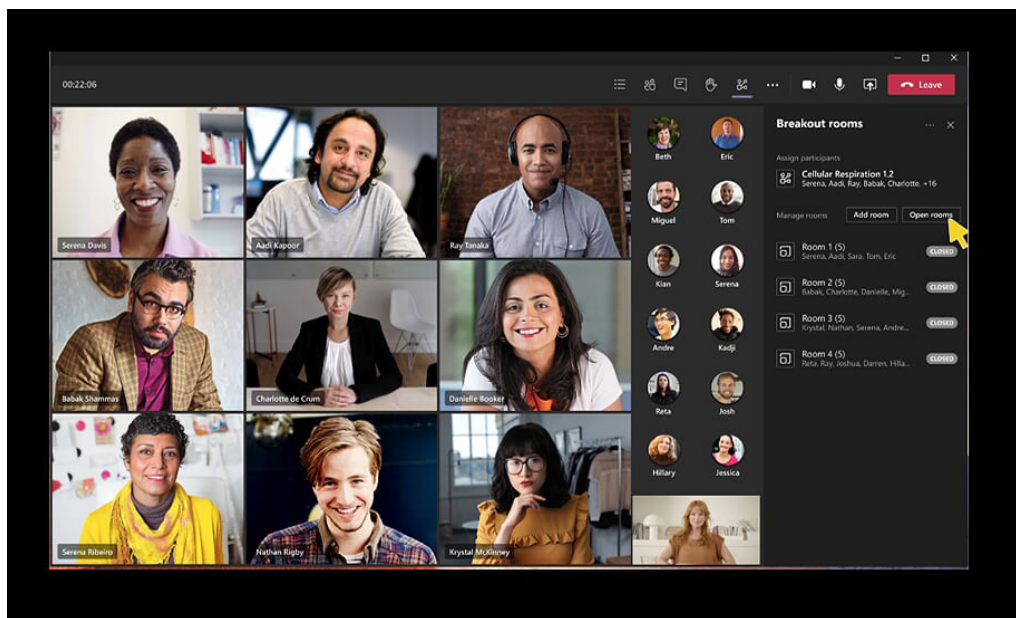 00:22:06
Leave
Serena Davis
Aadi Kapoor
Ray Tanaka
Babak Shammas
Charlotte de Crum
Danielle Booker
Serena Ribeiro
Nathan Rigby
Krystal McKinney
Beth
Eric
Miguel
Tom
Kian
Serena
Andre
Kadji
Reta
Josh
Hillary
Jessica
Breakout rooms
Assign participants
Cellular Respiration 1.2
Serena, Aadi, Ray, Babak, Charlotte, +16
Manage rooms
Add room
Open rooms
Room 1 (5)
Serena, Aadi, Sara. Tom, Eric
CLOSED
Room 2 (5)
Babak, Charlotte, Danielle, Mig...
CLOSED
Room 3 (5)
Krystal, Nathan, Serena, Andre...
CLOSED
Room 4 (5)
Reta, Ray, Joshua, Darren, Hilla...
CLOSED